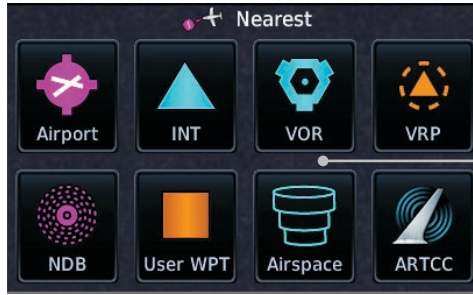 Nearest
Airport INT VOR VRP
NDB User WPT Airspace ARTCC